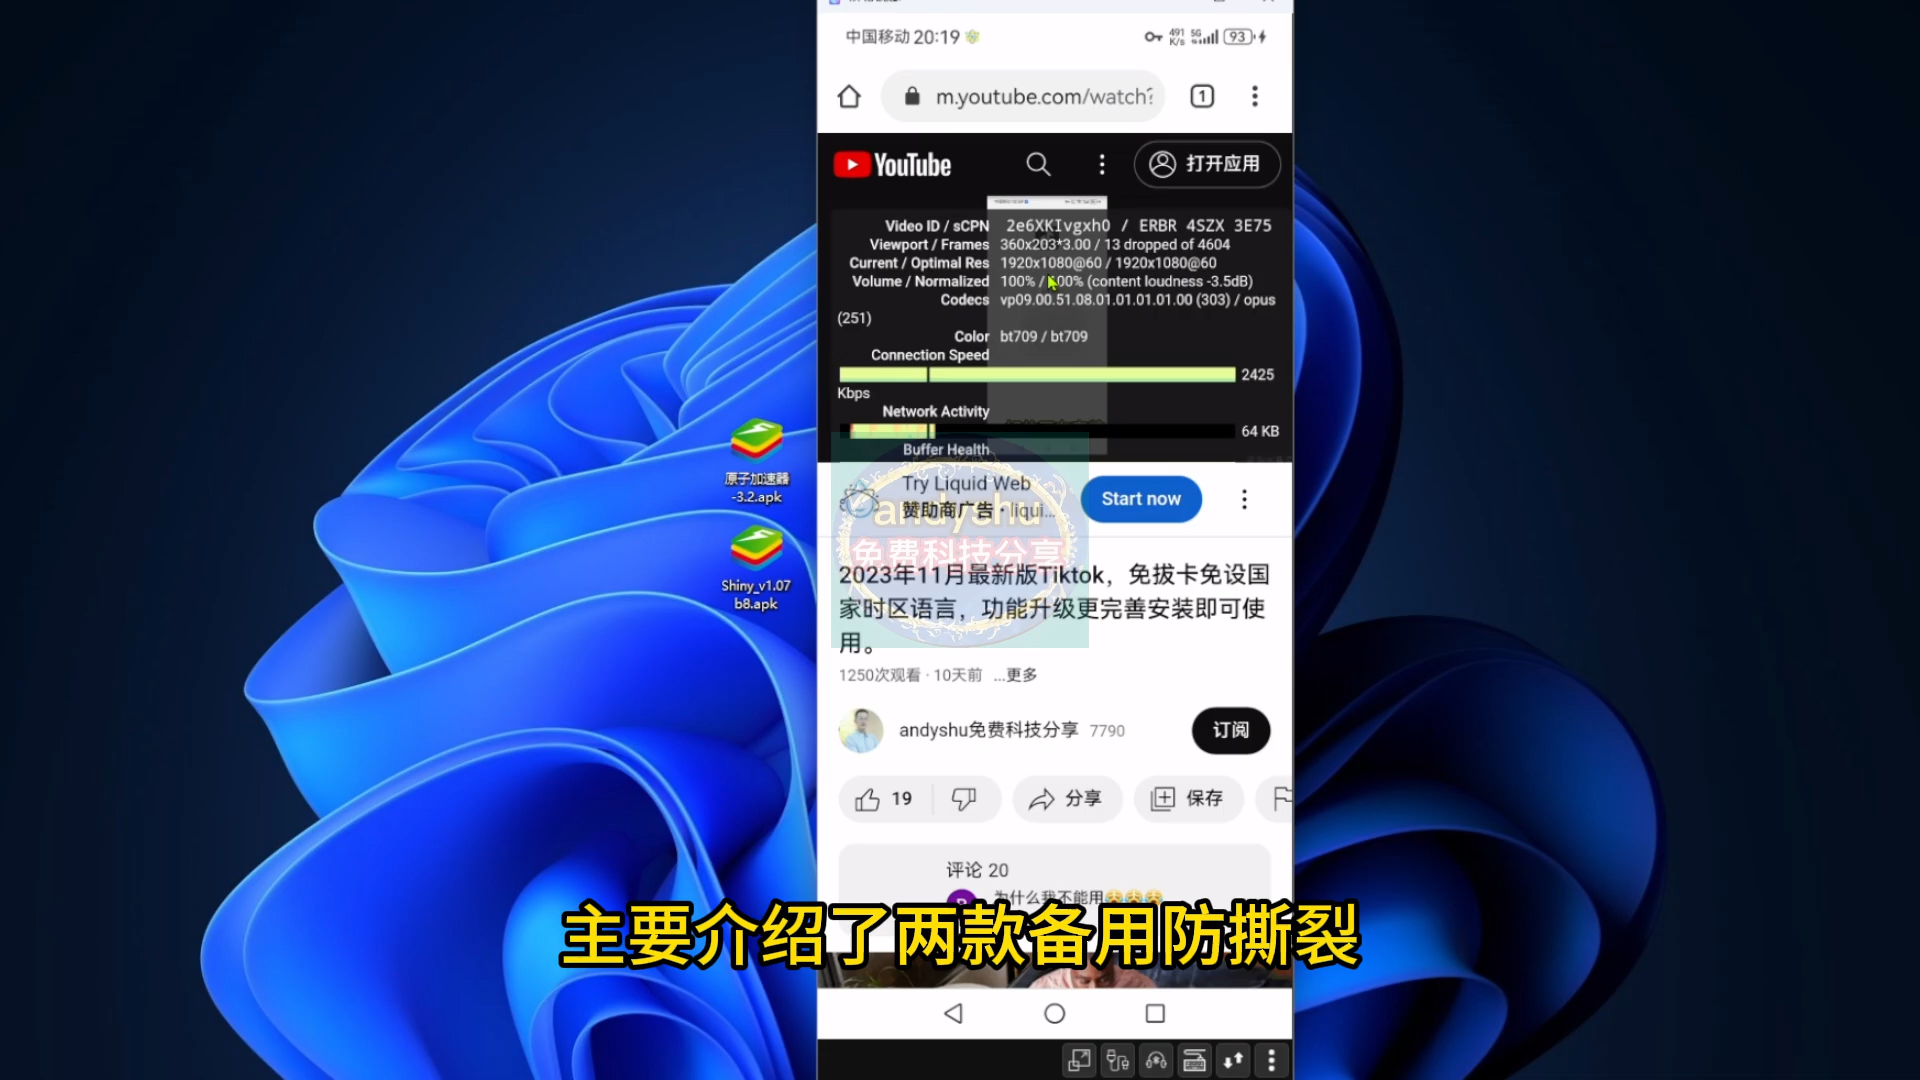 中国移动 20:19
491 K/s 5G 93
m.youtube.com/watch?
1
YouTube
打开应用
Video ID / sCPN 2e6XKIvgxh0 / ERBR 4SZX 3E75
Viewport / Frames 360x203*3.00 / 13 dropped of 4604
Current / Optimal Res 1920x1080@60 / 1920x1080@60
Volume / Normalized 100% / 100% (content loudness -3.5dB)
Codecs vp09.00.51.08.01.01.01.01.00 (303) / opus
(251)
Color bt709 / bt709
Connection Speed
2425
Kbps
Network Activity
64 KB
Buffer Health
Try Liquid Web
赞助商广告 · liqui...
Start now
andyshu
免费科技分享
2023年11月最新版Tiktok，免拔卡免设国
家时区语言，功能升级更完善安装即可使
用。
1250次观看 · 10天前 ...更多
andyshu免费科技分享 7790
订阅
19
分享
保存
评论 20
为什么我不能用
原子加速器
-3.2.apk
Shiny_v1.07
b8.apk
主要介绍了两款备用防撕裂